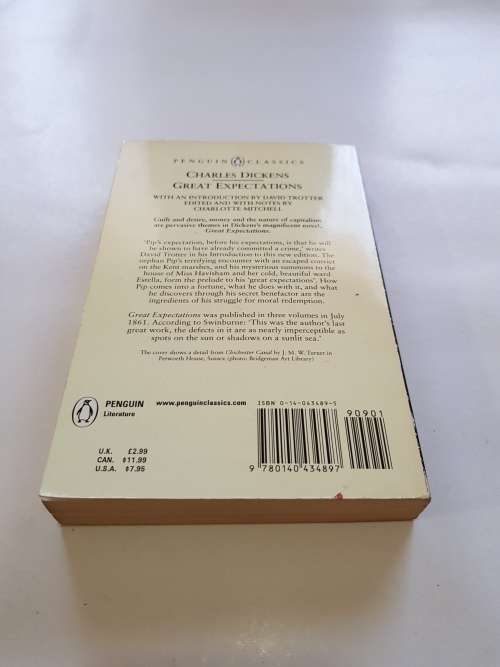 PENGUIN CLASSICS
CHARLES DICKENS
GREAT EXPECTATIONS
WITH AN INTRODUCTION BY DAVID TROTTER
EDITED AND WITH NOTES BY
CHARLOTTE MITCHELL
Guilt and desire, money and the nature of capitalism
are pervasive themes in Dickens's magnificent novel,
Great Expectations.
'Pip's expectation, before his expectations, is that he will
be shown to have already committed a crime,' writes
David Trotter in his Introduction to this new edition. The
orphan Pip's terrifying encounter with an escaped convict
on the Kent marshes, and his mysterious summons to the
house of Miss Havisham and her cold, beautiful ward
Estella, form the prelude to his 'great expectations'. How
Pip comes into a fortune, what he does with it, and what
he discovers through his secret benefactor are the
ingredients of his struggle for moral redemption.
Great Expectations was published in three volumes in July
1861. According to Swinburne: 'This was the author's last
great work, the defects in it are as nearly imperceptible as
spots on the sun or shadows on a sunlit sea.'
The cover shows a detail from Chichester Canal by J. M. W. Turner in
Petworth House, Sussex (photo: Bridgeman Art Library)
PENGUIN
Literature
www.penguinclassics.com
ISBN 0-14-043489-5
90901
U.K. £2.99
CAN. $11.99
U.S.A. $7.95
9 780140 434897